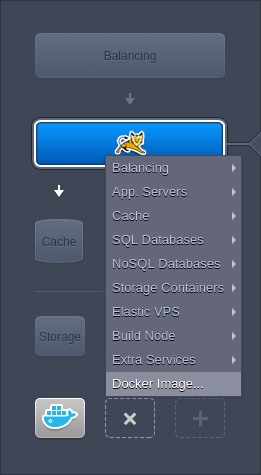 Balancing
Balancing
App. Servers
Cache
SQL Databases
Cache
NoSQL Databases
Storage Containers
Elastic VPS
Build Node
Storage
Extra Services
Docker Image...